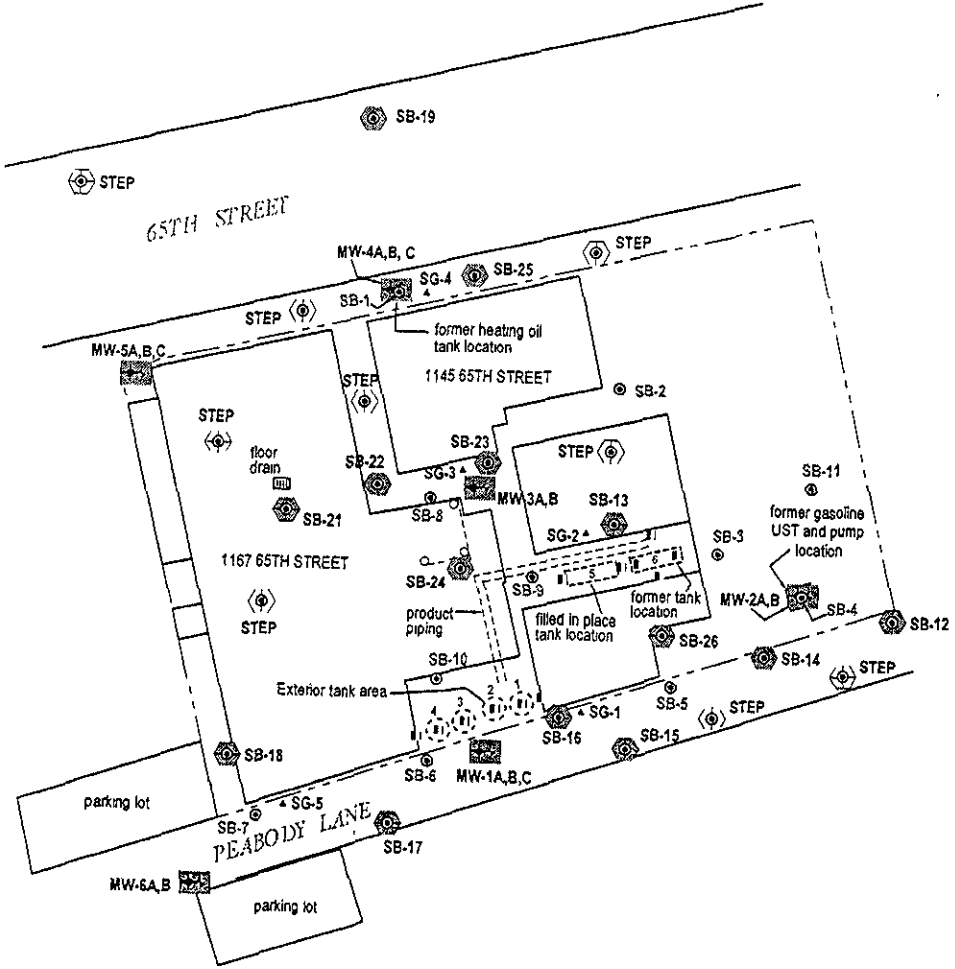 SB-19
STEP
65TH STREET
MW-4A,B, C
SG-4
SB-25
STEP
SB-1
STEP
former heating oil
tank location
MW-5A,B,C
1145 65TH STREET
STEP
SB-2
STEP
floor
drain
SB-22
SG-3
SB-23
STEP
SB-11
MW-3A,B
SB-8
SB-13
SG-2
former gasoline
UST and pump
location
SB-21
SB-3
1167 65TH STREET
SB-24
SB-9
5
6
MW-2A,B
SB-4
STEP
product
piping
filled in place
tank location
former tank
location
SB-12
SB-26
SB-10
SB-14
Exterior tank area
4
3
2
1
SB-5
STEP
SG-1
STEP
SB-16
SB-15
SB-18
SB-6
MW-1A,B,C
parking lot
SG-5
SB-7
PEABODY LANE
SB-17
MW-6A,B
parking lot